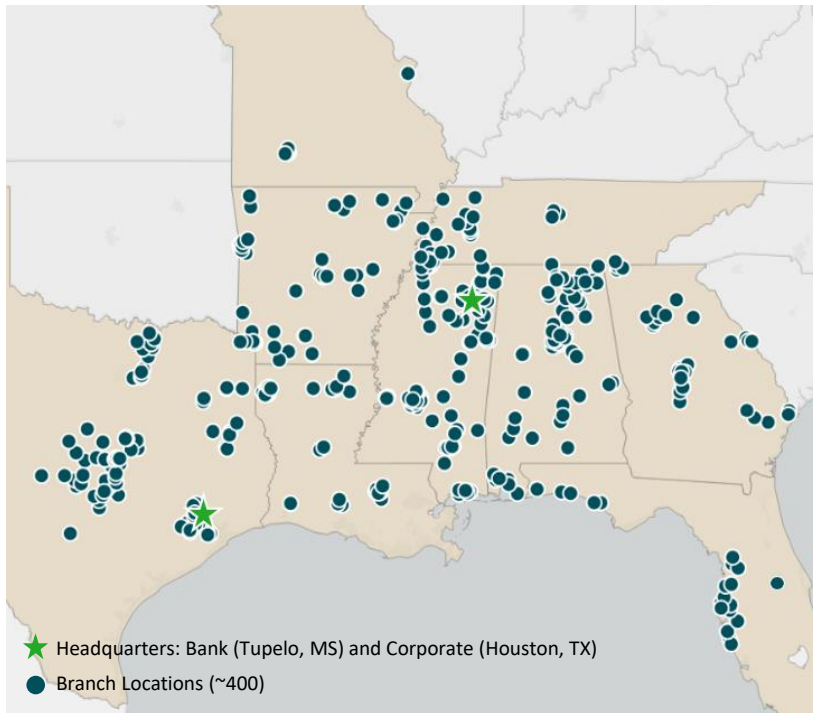 Headquarters: Bank (Tupelo, MS) and Corporate (Houston, TX)
Branch Locations (~400)